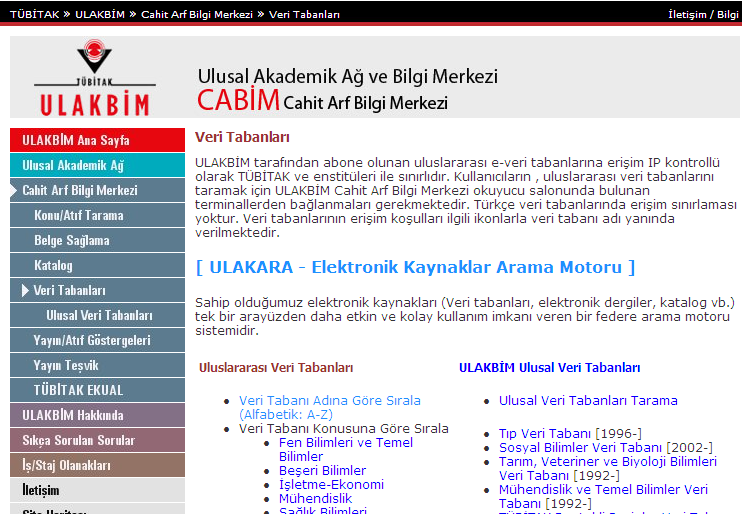 TÜBİTAK » ULAKBİM » Cahit Arf Bilgi Merkezi » Veri Tabanları
İletişim / Bilgi
TÜBİTAK
ULAKBİM
Ulusal Akademik Ağ ve Bilgi Merkezi
CABİM Cahit Arf Bilgi Merkezi
ULAKBİM Ana Sayfa
Ulusal Akademik Ağ
Cahit Arf Bilgi Merkezi
Konu/Atıf Tarama
Belge Sağlama
Katalog
Veri Tabanları
Ulusal Veri Tabanları
Yayın/Atıf Göstergeleri
Yayın Teşvik
TÜBİTAK EKUAL
ULAKBİM Hakkında
Sıkça Sorulan Sorular
İş/Staj Olanakları
İletişim
Site Haritası
Veri Tabanları
ULAKBİM tarafından abone olunan uluslararası e-veri tabanlarına erişim IP kontrollü
olarak TÜBİTAK ve enstitüleri ile sınırlıdır. Kullanıcıların , uluslararası veri tabanlarını
taramak için ULAKBİM Cahit Arf Bilgi Merkezi okuyucu salonunda bulunan
terminallerden bağlanmaları gerekmektedir. Türkçe veri tabanlarında erişim sınırlaması
yoktur. Veri tabanlarının erişim koşulları ilgili ikonlarla veri tabanı adı yanında
verilmektedir.
[ ULAKARA - Elektronik Kaynaklar Arama Motoru ]
Sahip olduğumuz elektronik kaynakları (Veri tabanları, elektronik dergiler, katalog vb.)
tek bir arayüzden daha etkin ve kolay kullanım imkanı veren bir federe arama motoru
sistemidir.
Uluslararası Veri Tabanları
Veri Tabanı Adına Göre Sırala
(Alfabetik: A-Z)
Veri Tabanı Konusuna Göre Sırala
Fen Bilimleri ve Temel
Bilimler
Beşeri Bilimler
İşletme-Ekonomi
Mühendislik
Sağlık Bilimleri
ULAKBİM Ulusal Veri Tabanları
Ulusal Veri Tabanları Tarama
Tıp Veri Tabanı [1996-]
Sosyal Bilimler Veri Tabanı [2002-]
Tarım, Veteriner ve Biyoloji Bilimleri
Veri Tabanı [1992-]
Mühendislik ve Temel Bilimler Veri
Tabanı [1992-]